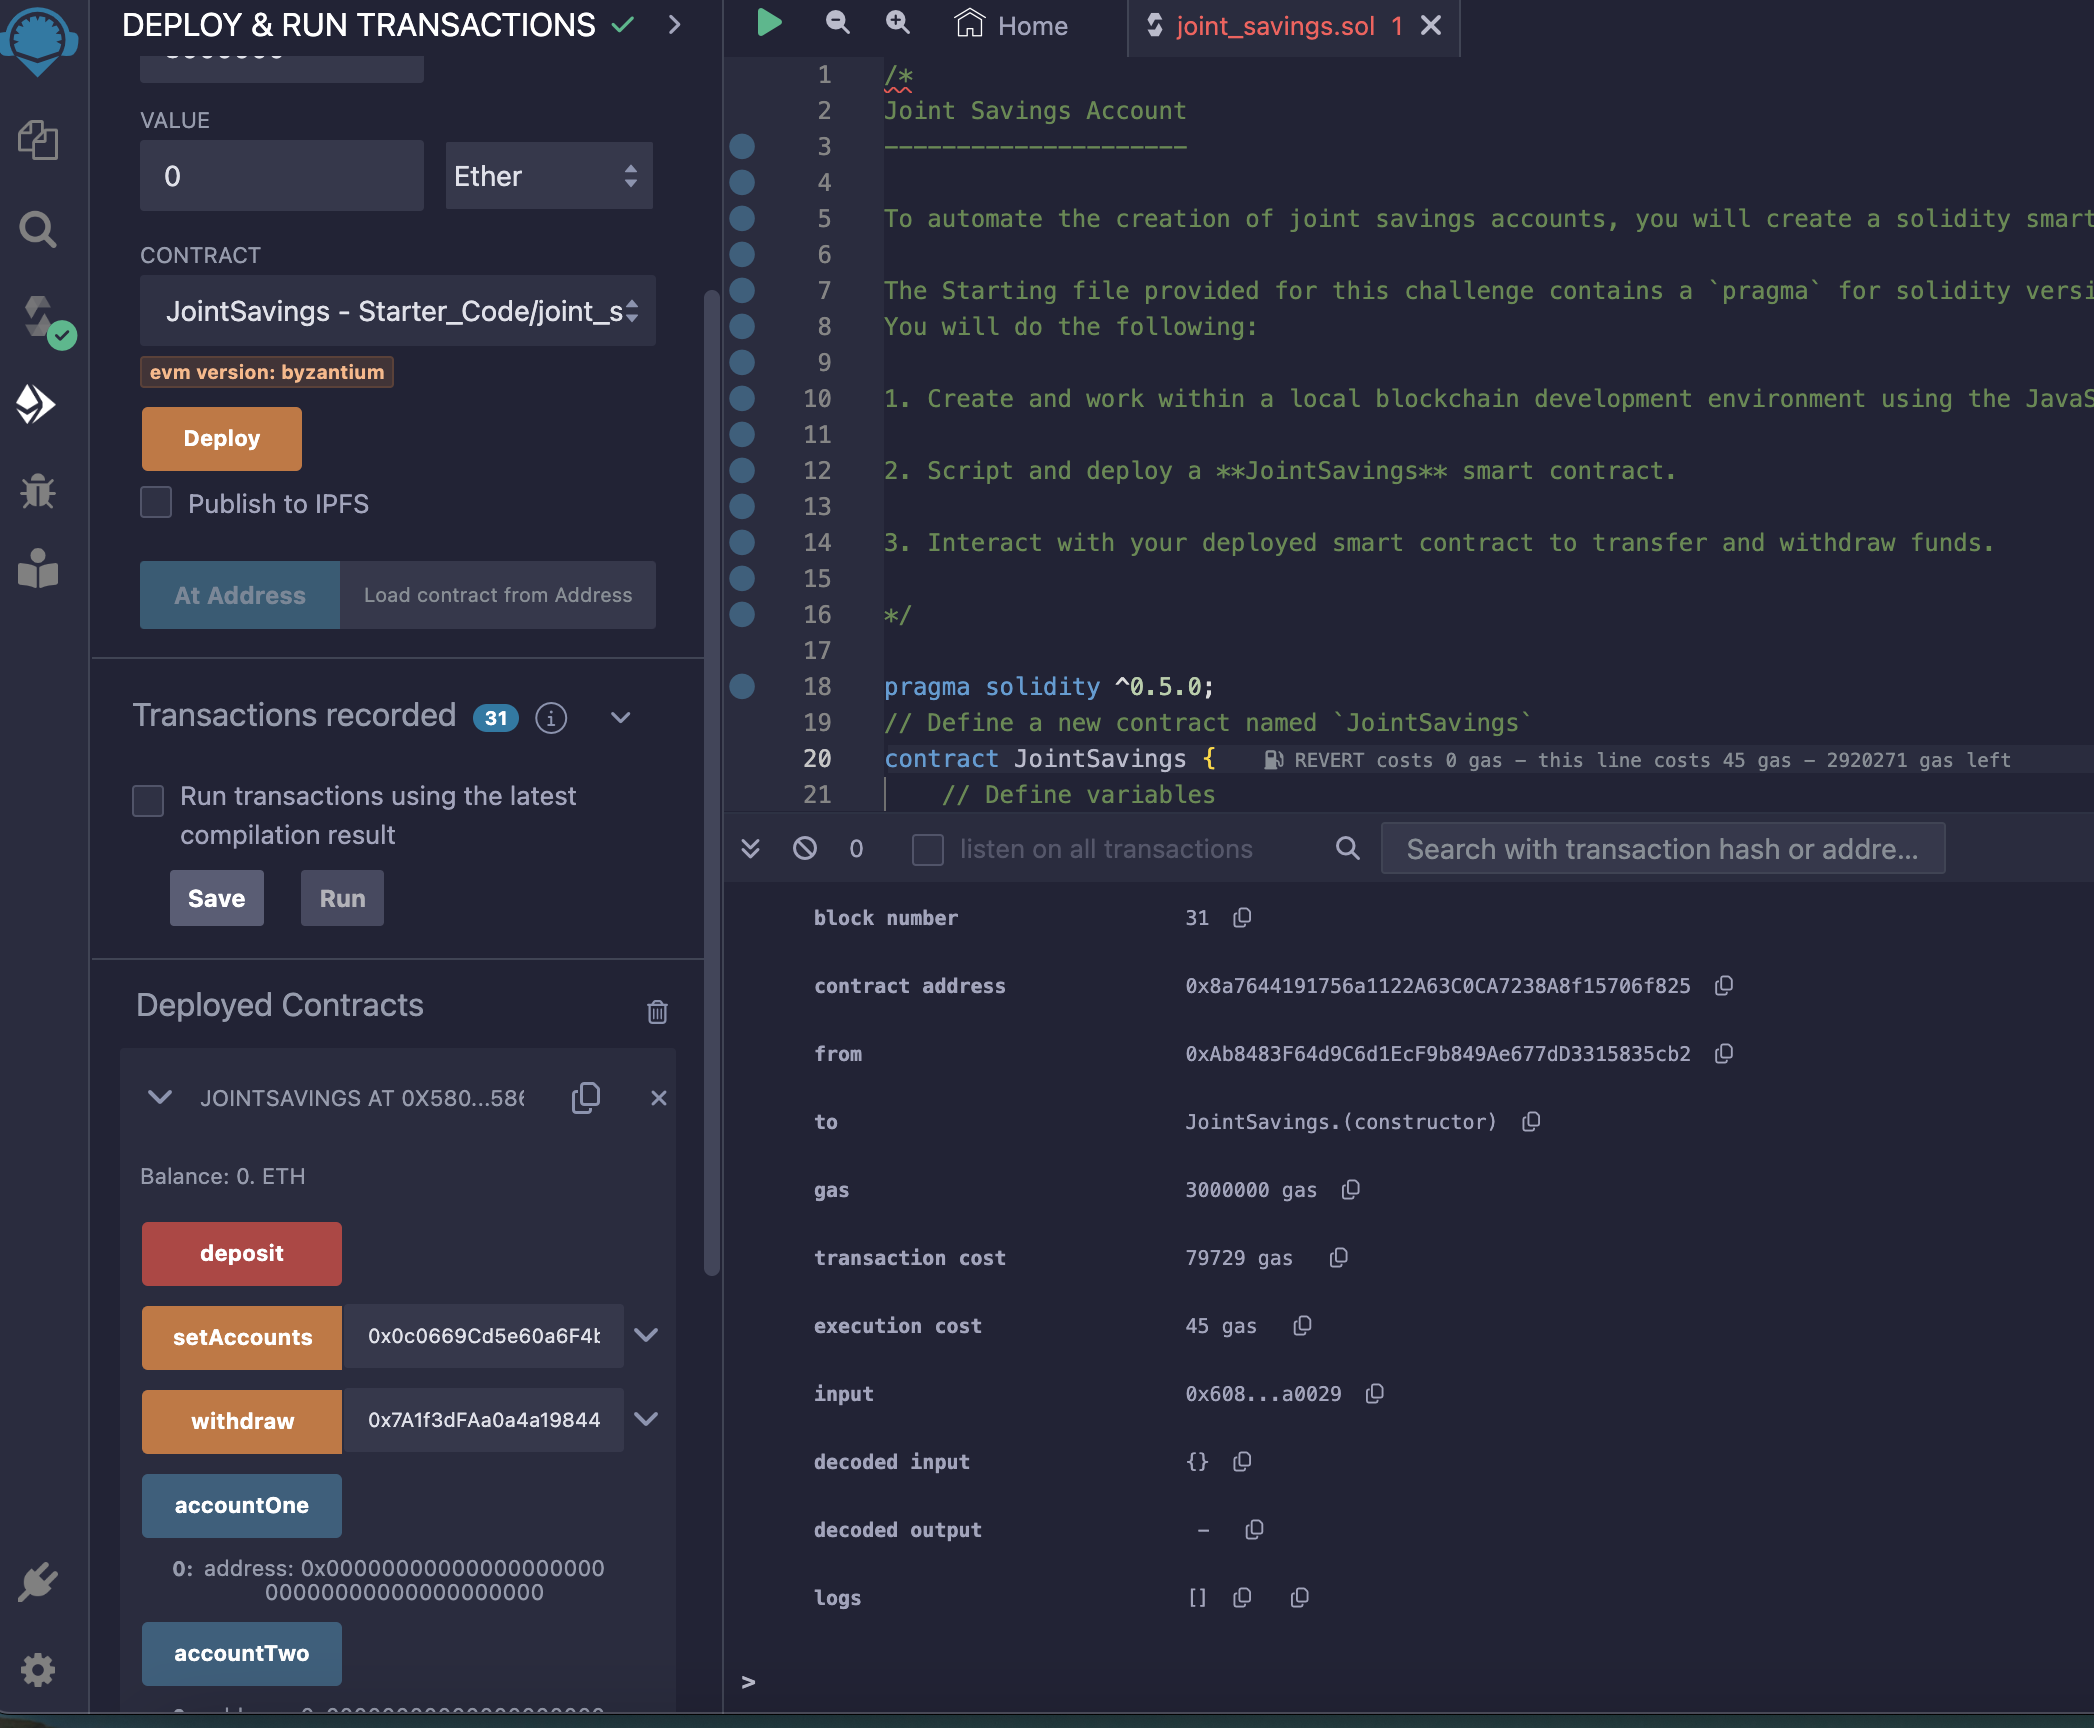 DEPLOY & RUN TRANSACTIONS
VALUE
0
Ether
CONTRACT
JointSavings - Starter_Code/joint_s
evm version: byzantium
Deploy
Publish to IPFS
At Address
Load contract from Address
Transactions recorded 31
Run transactions using the latest
compilation result
Save
Run
Deployed Contracts
JOINTSAVINGS AT 0X580...586
Balance: 0. ETH
deposit
setAccounts 0x0c0669Cd5e60a6F4b
withdraw 0x7A1f3dFAa0a4a19844
accountOne
0: address: 0x00000000000000000000
00000000000000000000
accountTwo
Home
joint_savings.sol 1
1 /*
2 Joint Savings Account
3 ---------------------
4
5 To automate the creation of joint savings accounts, you will create a solidity smart
6
7 The Starting file provided for this challenge contains a `pragma` for solidity versi
8 You will do the following:
9
10 1. Create and work within a local blockchain development environment using the JavaS
11
12 2. Script and deploy a **JointSavings** smart contract.
13
14 3. Interact with your deployed smart contract to transfer and withdraw funds.
15
16 */
17
18 pragma solidity ^0.5.0;
19 // Define a new contract named `JointSavings`
20 contract JointSavings { REVERT costs 0 gas - this line costs 45 gas - 2920271 gas left
21 // Define variables
0
listen on all transactions
Search with transaction hash or addre...
block number 31
contract address 0x8a7644191756a1122A63C0CA7238A8f15706f825
from 0xAb8483F64d9C6d1EcF9b849Ae677dD3315835cb2
to JointSavings.(constructor)
gas 3000000 gas
transaction cost 79729 gas
execution cost 45 gas
input 0x608...a0029
decoded input {}
decoded output -
logs []
>